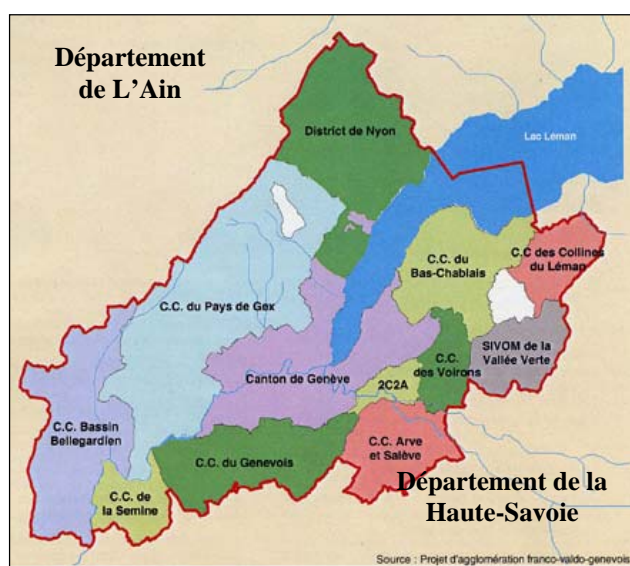 Département
de L'Ain
District de Nyon
Lac Léman
C.C. du
Bas-Chablais
C.C des Collines
du Léman
C.C. du Pays de Gex
SIVOM de la
Vallée Verte
C.C.
des Voirons
Canton de Genève
2C2A
C.C. Bassin
Bellegardien
C.C. Arve
et Salève
C.C. du Genevois
C.C. de
la Semine
Département de la
Haute-Savoie
Source : Projet d'agglomération franco-valdo-genevois